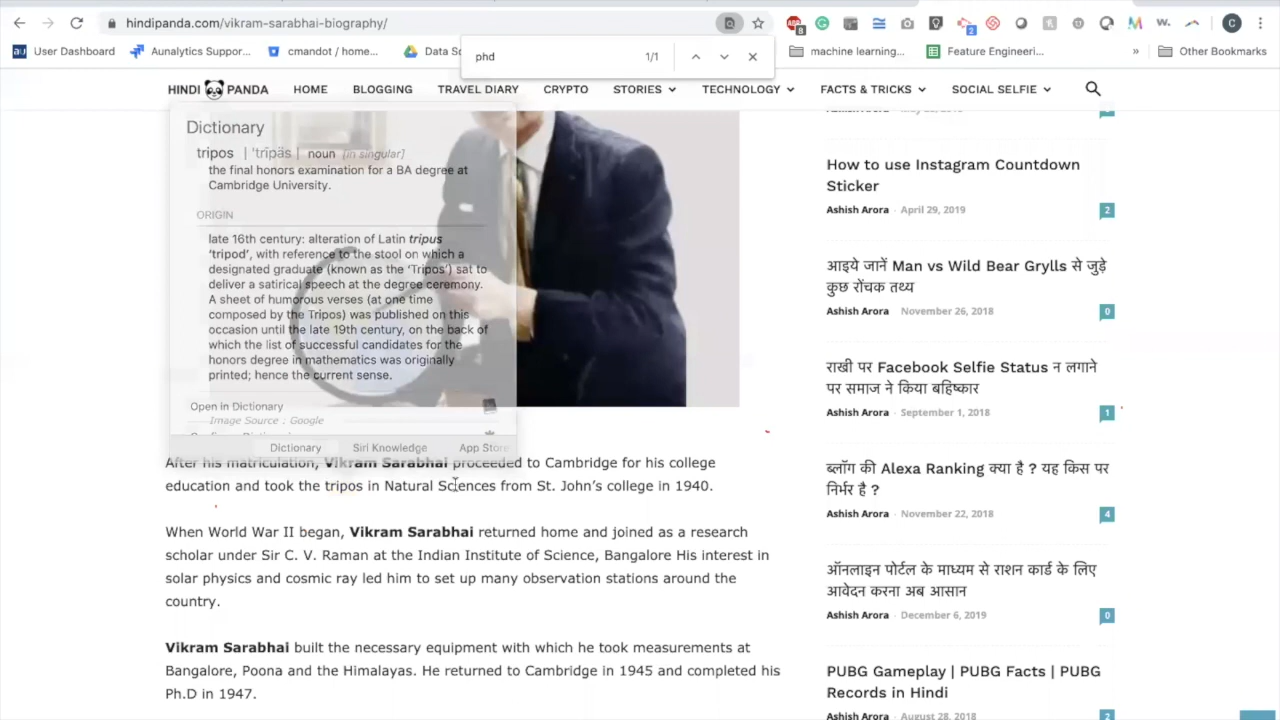 hindipanda.com/vikram-sarabhai-biography/
8
2
C
User Dashboard
Aunalytics Suppor...
cmandot / home...
Data S
phd 1/1
machine learning...
Feature Engineeri...
»
Other Bookmarks
HINDI PANDA
HOME
BLOGGING
TRAVEL DIARY
CRYPTO
STORIES
TECHNOLOGY
FACTS & TRICKS
SOCIAL SELFIE
Dictionary
tripos | ˈtrīpäs | noun [in singular]
the final honors examination for a BA degree at
Cambridge University.
ORIGIN
late 16th century: alteration of Latin tripus
‘tripod’, with reference to the stool on which a
designated graduate (known as the ‘Tripos’) sat to
deliver a satirical speech at the degree ceremony.
A sheet of humorous verses (at one time
composed by the Tripos) was published on this
occasion until the late 19th century, on the back of
which the list of successful candidates for the
honors degree in mathematics was originally
printed; hence the current sense.
Open in Dictionary
Image Source : Google
Dictionary
Siri Knowledge
App Store
After his matriculation, Vikram Sarabhai proceeded to Cambridge for his college
education and took the tripos in Natural Sciences from St. John’s college in 1940.
When World War II began, Vikram Sarabhai returned home and joined as a research
scholar under Sir C. V. Raman at the Indian Institute of Science, Bangalore His interest in
solar physics and cosmic ray led him to set up many observation stations around the
country.
Vikram Sarabhai built the necessary equipment with which he took measurements at
Bangalore, Poona and the Himalayas. He returned to Cambridge in 1945 and completed his
Ph.D in 1947.
How to use Instagram Countdown
Sticker
Ashish Arora - April 29, 2019 2
आइये जानें Man vs Wild Bear Grylls से जुड़े
कुछ रोंचक तथ्य
Ashish Arora - November 26, 2018 0
राखी पर Facebook Selfie Status न लगाने
पर समाज ने किया बहिष्कार
Ashish Arora - September 1, 2018 1
ब्लॉग की Alexa Ranking क्या है ? यह किस पर
निर्भर है ?
Ashish Arora - November 22, 2018 4
ऑनलाइन पोर्टल के माध्यम से राशन कार्ड के लिए
आवेदन करना अब आसान
Ashish Arora - December 6, 2019 0
PUBG Gameplay | PUBG Facts | PUBG
Records in Hindi
Ashish Arora - August 28, 2018 2